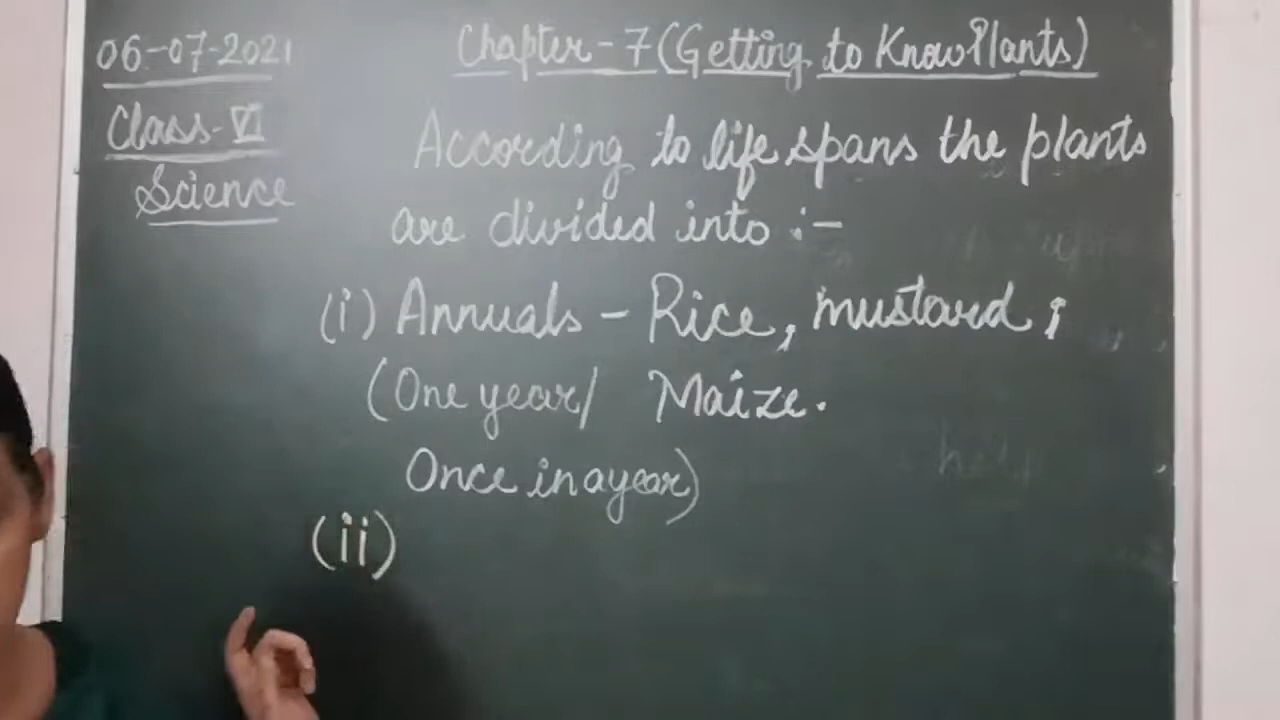 06-07-2021
Class-VI
Science
Chapter-7(Getting to Know Plants)
According to life spans the plants
are divided into :-
(i) Annuals - Rice, mustard,
(One year/ Maize.
Once in a year)
(ii)